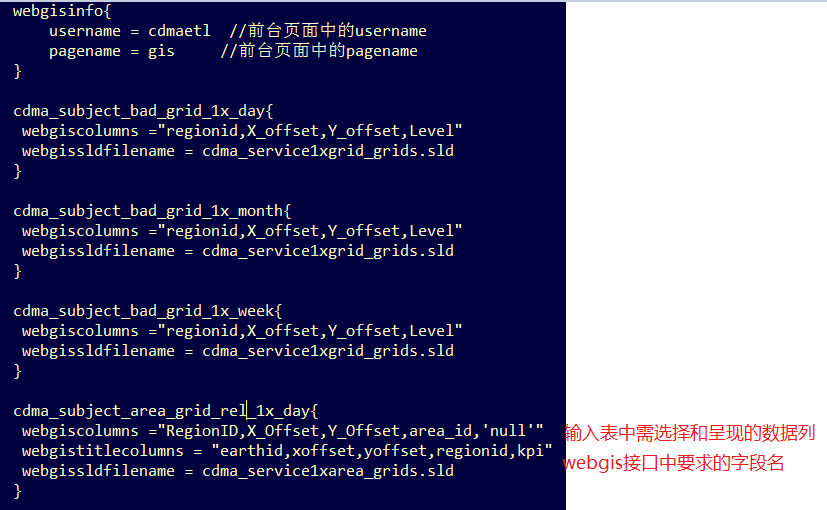 webgisinfo{
    username = cdmaetl  //前台页面中的username
    pagename = gis     //前台页面中的pagename
}

cdma_subject_bad_grid_1x_day{
 webgiscolumns ="regionid,X_offset,Y_offset,Level"
 webgissldfilename = cdma_service1xgrid_grids.sld
}

cdma_subject_bad_grid_1x_month{
 webgiscolumns ="regionid,X_offset,Y_offset,Level"
 webgissldfilename = cdma_service1xgrid_grids.sld
}

cdma_subject_bad_grid_1x_week{
 webgiscolumns ="regionid,X_offset,Y_offset,Level"
 webgissldfilename = cdma_service1xgrid_grids.sld
}

cdma_subject_area_grid_rel_1x_day{
 webgiscolumns ="RegionID,X_Offset,Y_Offset,area_id,'null'" 输入表中需选择和呈现的数据列
 webgistitlecolumns = "earthid,xoffset,yoffset,regionid,kpi" webgis接口中要求的字段名
 webgissldfilename = cdma_service1xarea_grids.sld
}